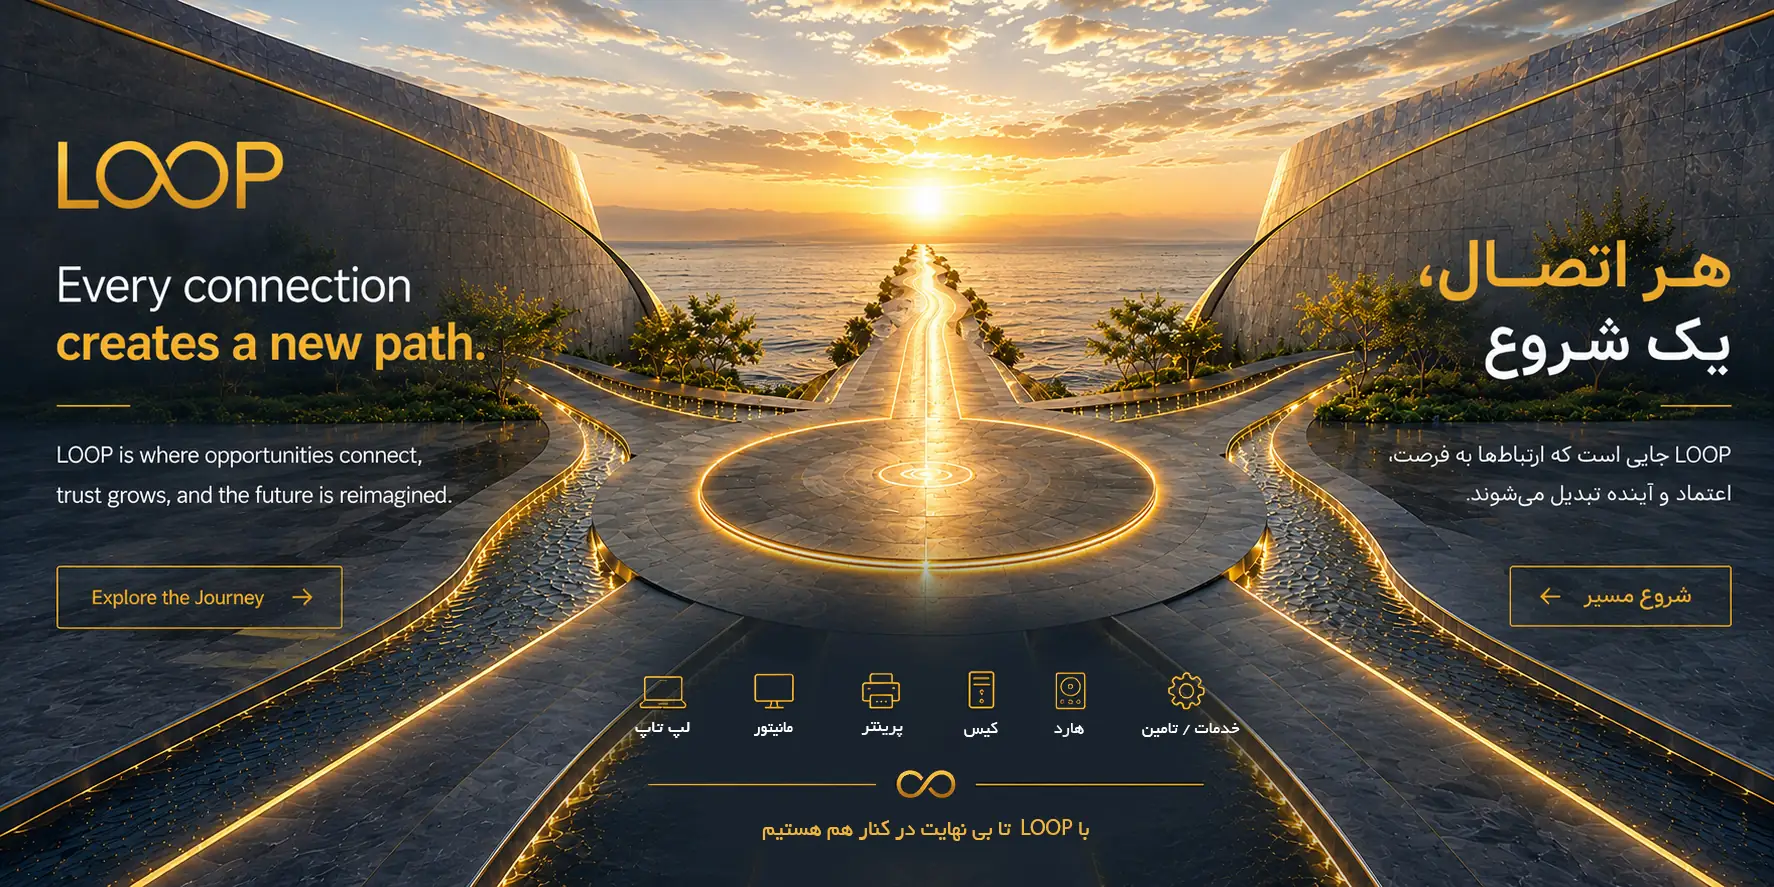 LOOP
Every connection
creates a new path.
LOOP is where opportunities connect,
trust grows, and the future is reimagined.
Explore the Journey
هر اتصال،
یک شروع
LOOP جایی است که ارتباط‌ها به فرصت،
اعتماد و آینده تبدیل می‌شوند.
شروع مسیر
لپ تاپ
مانیتور
پرینتر
کیس
هارد
خدمات / تامین
با LOOP تا بی نهایت در کنار هم هستیم